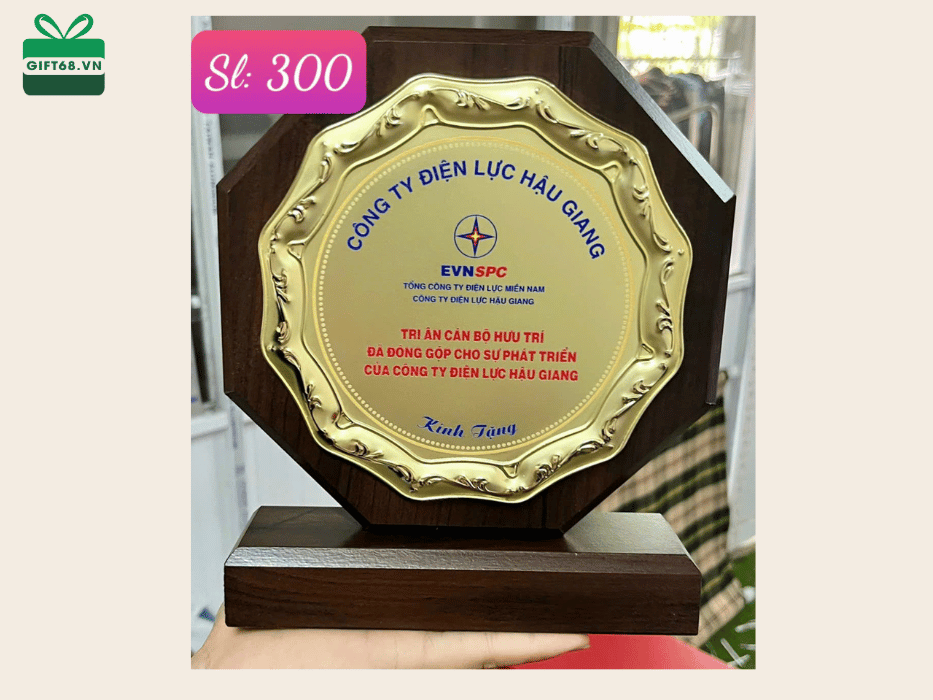 GIFT68.VN
Sl: 300
CÔNG TY ĐIỆN LỰC HẬU GIANG
EVNSPC
TỔNG CÔNG TY ĐIỆN LỰC MIỀN NAM
CÔNG TY ĐIỆN LỰC HẬU GIANG
TRI ÂN CÁN BỘ HƯU TRÍ
ĐÃ ĐÓNG GÓP CHO SỰ PHÁT TRIỂN
CỦA CÔNG TY ĐIỆN LỰC HẬU GIANG
Kính Tặng